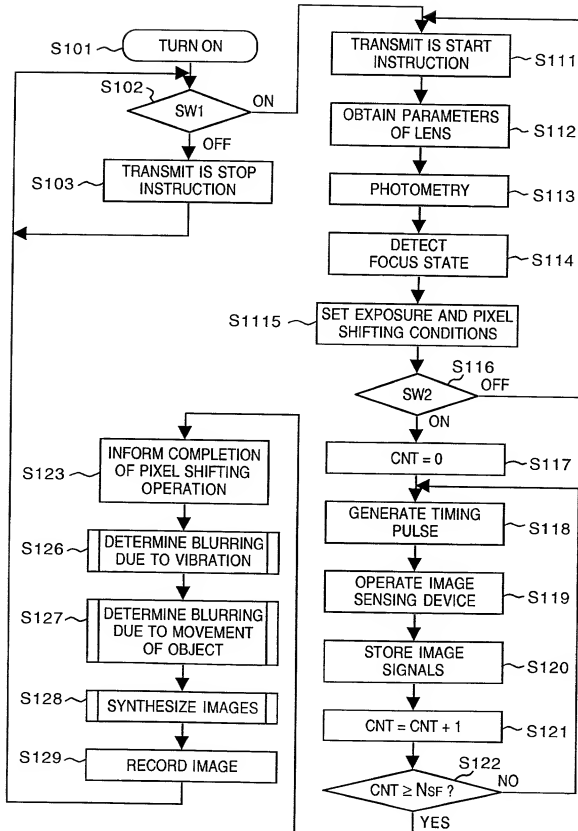 S101
TURN ON
S102
SW1
ON
OFF
S103
TRANSMIT IS STOP
INSTRUCTION
TRANSMIT IS START
INSTRUCTION
S111
OBTAIN PARAMETERS
OF LENS
S112
PHOTOMETRY
S113
DETECT
FOCUS STATE
S114
S1115
SET EXPOSURE AND PIXEL
SHIFTING CONDITIONS
S116
SW2
OFF
ON
CNT = 0
S117
GENERATE TIMING
PULSE
S118
OPERATE IMAGE
SENSING DEVICE
S119
STORE IMAGE
SIGNALS
S120
CNT = CNT + 1
S121
S122
CNT ≥ NSF ?
NO
YES
S123
INFORM COMPLETION
OF PIXEL SHIFTING
OPERATION
S126
DETERMINE BLURRING
DUE TO VIBRATION
S127
DETERMINE BLURRING
DUE TO MOVEMENT
OF OBJECT
S128
SYNTHESIZE IMAGES
S129
RECORD IMAGE